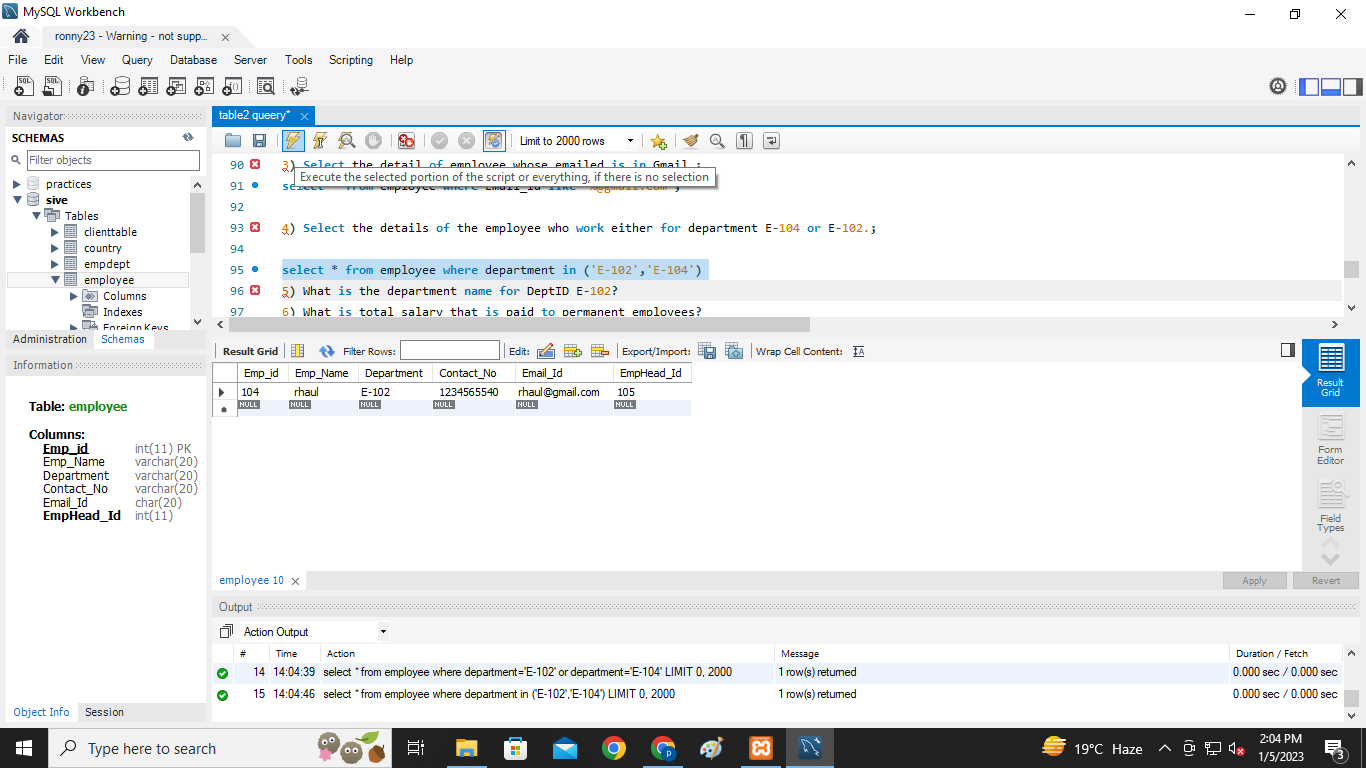 MySQL Workbench
ronny23 - Warning - not supp...
File Edit View Query Database Server Tools Scripting Help
Navigator
SCHEMAS
Filter objects
practices
sive
Tables
clienttable
country
empdept
employee
Columns
Indexes
Foreign Keys
Administration Schemas
Information
Table: employee
Columns:
Emp_id int(11) PK
Emp_Name varchar(20)
Department varchar(20)
Contact_No varchar(20)
Email_Id char(20)
EmpHead_Id int(11)
Object Info Session
table2 queery*
Limit to 2000 rows
90 3) Select the detail of employee whose emailed is in Gmail ;
Execute the selected portion of the script or everything, if there is no selection
91
92
93 4) Select the details of the employee who work either for department E-104 or E-102.;
94
95 select * from employee where department in ('E-102','E-104')
96 5) What is the department name for DeptID E-102?
97 6) What is total salary that is paid to permanent employees?
Result Grid Filter Rows: Edit: Export/Import: Wrap Cell Content:
Emp_id Emp_Name Department Contact_No Email_Id EmpHead_Id
104 rhaul E-102 1234565540 rhaul@gmail.com 105
NULL NULL NULL NULL NULL NULL
Result Grid
Form Editor
Field Types
employee 10
Apply Revert
Output
Action Output
# Time Action Message Duration / Fetch
14 14:04:39 select * from employee where department='E-102' or department='E-104' LIMIT 0, 2000 1 row(s) returned 0.000 sec / 0.000 sec
15 14:04:46 select * from employee where department in ('E-102','E-104') LIMIT 0, 2000 1 row(s) returned 0.000 sec / 0.000 sec
Type here to search
19°C Haze
2:04 PM
1/5/2023
3